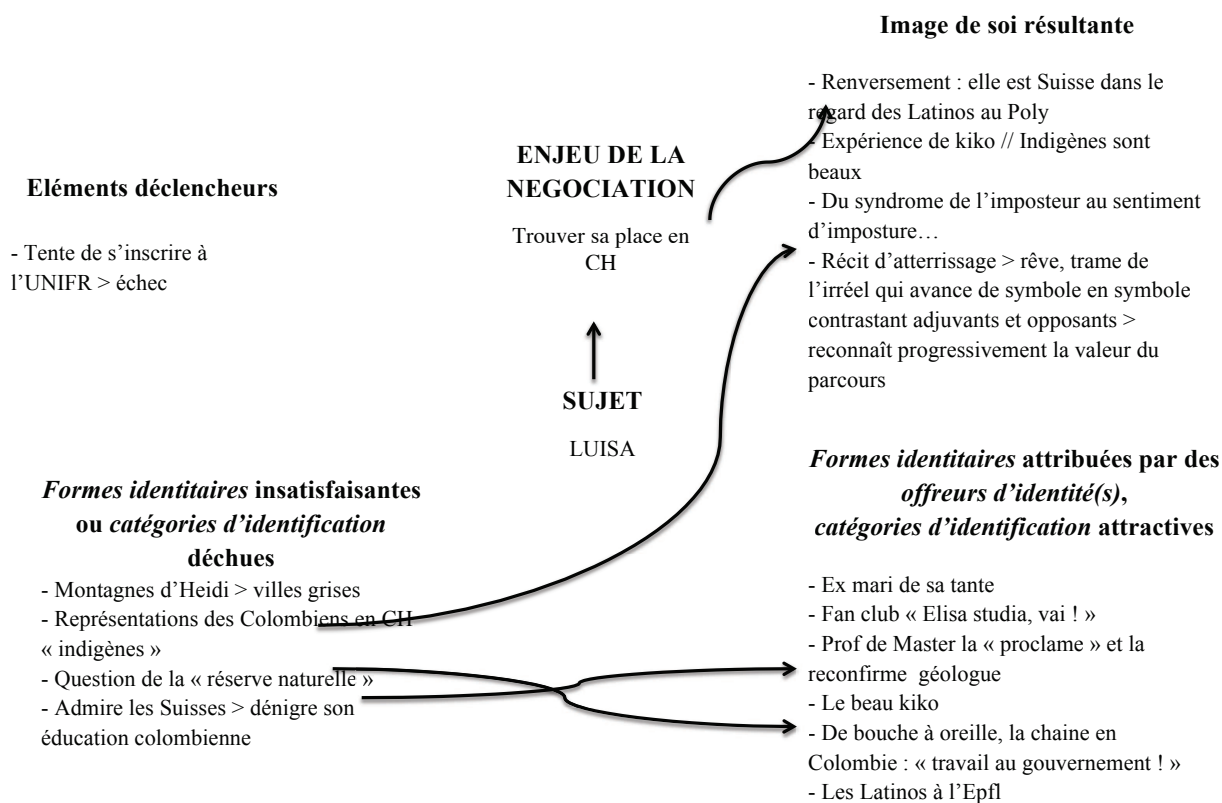 Image de soi résultante
- Renversement : elle est Suisse dans le
regard des Latinos au Poly
- Expérience de kiko // Indigènes sont
beaux
- Du syndrome de l’imposteur au sentiment
d’imposture…
- Récit d’atterrissage > rêve, trame de
l’irréel qui avance de symbole en symbole
contrastant adjuvants et opposants >
reconnaît progressivement la valeur du
parcours
ENJEU DE LA
NEGOCIATION
Trouver sa place en
CH
Eléments déclencheurs
- Tente de s’inscrire à
l’UNIFR > échec
SUJET
LUISA
Formes identitaires insatisfaisantes
ou catégories d’identification
déchues
- Montagnes d’Heidi > villes grises
- Représentations des Colombiens en CH
« indigènes »
- Question de la « réserve naturelle »
- Admire les Suisses > dénigre son
éducation colombienne
Formes identitaires attribuées par des
offreurs d’identité(s),
catégories d’identification attractives
- Ex mari de sa tante
- Fan club « Elisa studia, vai ! »
- Prof de Master la « proclame » et la
reconfirme géologue
- Le beau kiko
- De bouche à oreille, la chaine en
Colombie : « travail au gouvernement ! »
- Les Latinos à l’Epfl